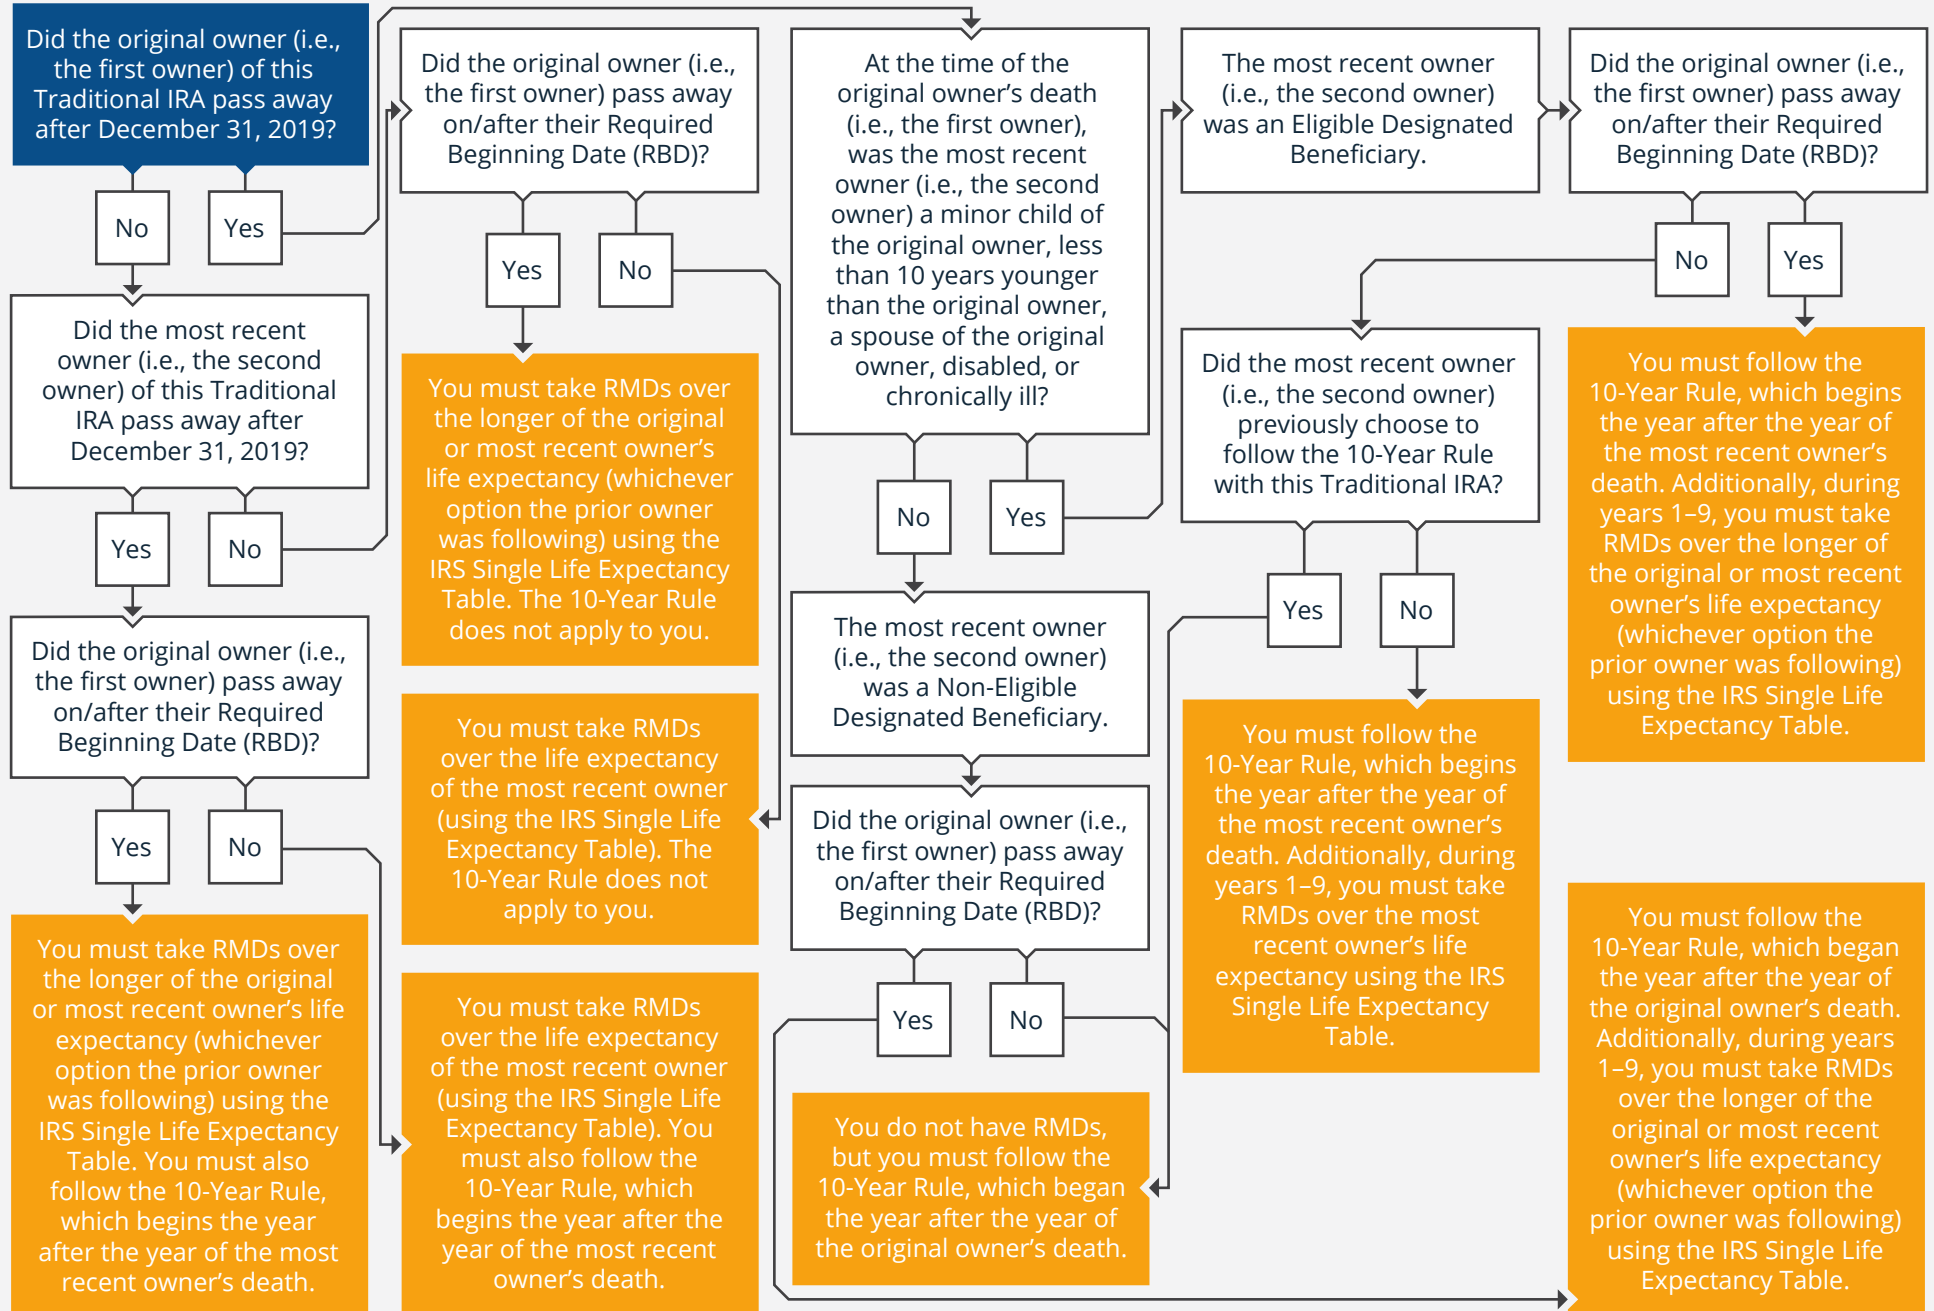 Did the original owner (i.e.,
the first owner) of this
Traditional IRA pass away
after December 31, 2019?
No
Yes
Did the most recent
owner (i.e., the second
owner) of this Traditional
IRA pass away after
December 31, 2019?
Yes
No
Did the original owner (i.e.,
the first owner) pass away
on/after their Required
Beginning Date (RBD)?
Yes
No
You must take RMDs over
the longer of the original
or most recent owner's life
expectancy (whichever
option the prior owner
was following) using the
IRS Single Life Expectancy
Table. You must also
follow the 10-Year Rule,
which begins the year
after the year of the most
recent owner's death.
Did the original owner (i.e.,
the first owner) pass away
on/after their Required
Beginning Date (RBD)?
Yes
No
You must take RMDs over
the longer of the original
or most recent owner's
life expectancy (whichever
option the prior owner
was following) using the
IRS Single Life Expectancy
Table. The 10-Year Rule
does not apply to you.
You must take RMDs
over the life expectancy
of the most recent owner
(using the IRS Single Life
Expectancy Table). The
10-Year Rule does not
apply to you.
You must take RMDs
over the life expectancy
of the most recent owner
(using the IRS Single Life
Expectancy Table). You
must also follow the
10-Year Rule, which
begins the year after the
year of the most recent
owner's death.
At the time of the
original owner's death
(i.e., the first owner),
was the most recent
owner (i.e., the second
owner) a minor child of
the original owner, less
than 10 years younger
than the original owner,
a spouse of the original
owner, disabled, or
chronically ill?
No
Yes
The most recent owner
(i.e., the second owner)
was a Non-Eligible
Designated Beneficiary.
Did the original owner (i.e.,
the first owner) pass away
on/after their Required
Beginning Date (RBD)?
Yes
No
You do not have RMDs,
but you must follow the
10-Year Rule, which began
the year after the year of
the original owner's death.
The most recent owner
(i.e., the second owner)
was an Eligible Designated
Beneficiary.
Did the most recent owner
(i.e., the second owner)
previously choose to
follow the 10-Year Rule
with this Traditional IRA?
Yes
No
You must follow the
10-Year Rule, which begins
the year after the year of
the most recent owner's
death. Additionally, during
years 1–9, you must take
RMDs over the most
recent owner's life
expectancy using the IRS
Single Life Expectancy
Table.
Did the original owner (i.e.,
the first owner) pass away
on/after their Required
Beginning Date (RBD)?
No
Yes
You must follow the
10-Year Rule, which begins
the year after the year of
the most recent owner's
death. Additionally, during
years 1–9, you must take
RMDs over the longer of
the original or most recent
owner's life expectancy
(whichever option the
prior owner was following)
using the IRS Single Life
Expectancy Table.
You must follow the
10-Year Rule, which began
the year after the year of
the original owner's death.
Additionally, during years
1–9, you must take RMDs
over the longer of the
original or most recent
owner's life expectancy
(whichever option the
prior owner was following)
using the IRS Single Life
Expectancy Table.